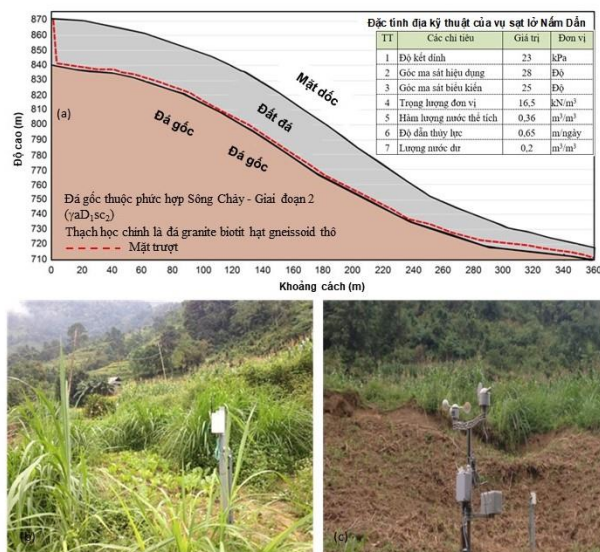 Đặc tính địa kỹ thuật của vụ sạt lở Nấm Dẩn
TT Các chỉ tiêu Giá trị Đơn vị
1 Độ kết dính 23 kPa
2 Góc ma sát hiệu dụng 28 Độ
3 Góc ma sát biểu kiến 25 Độ
4 Trọng lượng đơn vị 16,5 kN/m³
5 Hàm lượng nước thể tích 0,36 m³/m³
6 Độ dẫn thủy lực 0,65 m/ngày
7 Lượng nước dư 0,2 m³/m³
Độ cao (m)
870
860
850
840
830
820
810
800
790
780
770
760
750
740
730
720
710
(a)
Mặt dốc
Đất đá
Đá gốc
Đá gốc
Đá gốc thuộc phức hợp Sông Chảy - Giai đoạn 2
(γaD₁sc₂)
Thạch học chính là đá granite biotit hạt gneissoid thô
Mặt trượt
0 20 40 60 80 100 120 140 160 180 200 220 240 260 280 300 320 340 360
Khoảng cách (m)
(b)
(c)